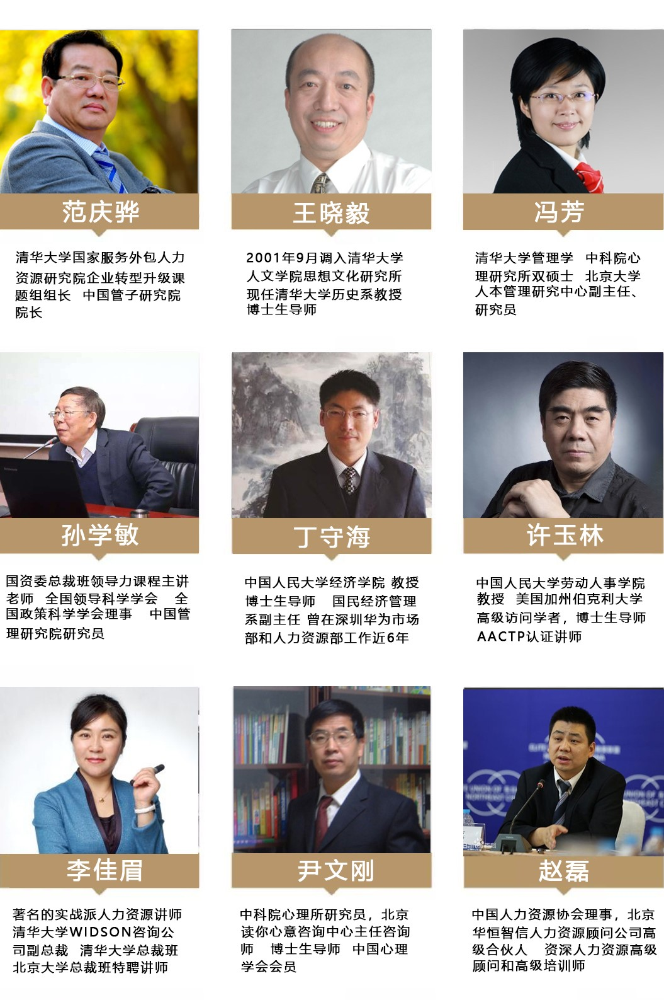 范庆骅
清华大学国家服务外包人力
资源研究院企业转型升级课
题组组长 中国管子研究院
院长
王晓毅
2001年9月调入清华大学
人文学院思想文化研究所
现任清华大学历史系教授
博士生导师
冯芳
清华大学管理学 中科院心
理研究所双硕士 北京大学
人本管理研究中心副主任、
研究员
孙学敏
国资委总裁班领导力课程主讲
老师 全国领导科学学会 全
国政策科学学会理事 中国管
理研究院研究员
丁守海
中国人民大学经济学院 教授
博士生导师 国民经济管理
系副主任 曾在深圳华为市场
部和人力资源部工作近6年
许玉林
中国人民大学劳动人事学院
教授 美国加州伯克利大学
高级访问学者，博士生导师
AACTP认证讲师
李佳眉
著名的实战派人力资源讲师
清华大学WIDSON咨询公
司副总裁 清华大学总裁班
北京大学总裁班特聘讲师
尹文刚
中科院心理所研究员，北京
读你心意咨询中心主任咨询
师 博士生导师 中国心理
学会会员
赵磊
中国人力资源协会理事，北京
华恒智信人力资源顾问公司高
级合伙人 资深人力资源高级
顾问和高级培训师